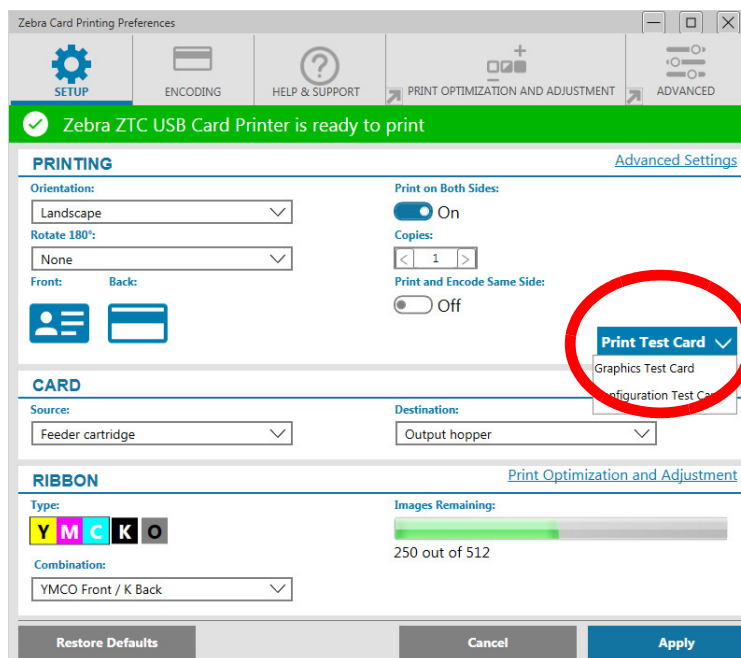 Zebra Card Printing Preferences
SETUP
ENCODING
HELP & SUPPORT
PRINT OPTIMIZATION AND ADJUSTMENT
ADVANCED
Zebra ZTC USB Card Printer is ready to print
PRINTING
Advanced Settings
Orientation:
Landscape
Rotate 180°:
None
Front: Back:
Print on Both Sides:
On
Copies:
1
Print and Encode Same Side:
Off
Print Test Card
Graphics Test Card
Configuration Test Card
CARD
Source:
Feeder cartridge
Destination:
Output hopper
RIBBON
Print Optimization and Adjustment
Type:
Y M C K O
Images Remaining:
250 out of 512
Combination:
YMCO Front / K Back
Restore Defaults
Cancel
Apply